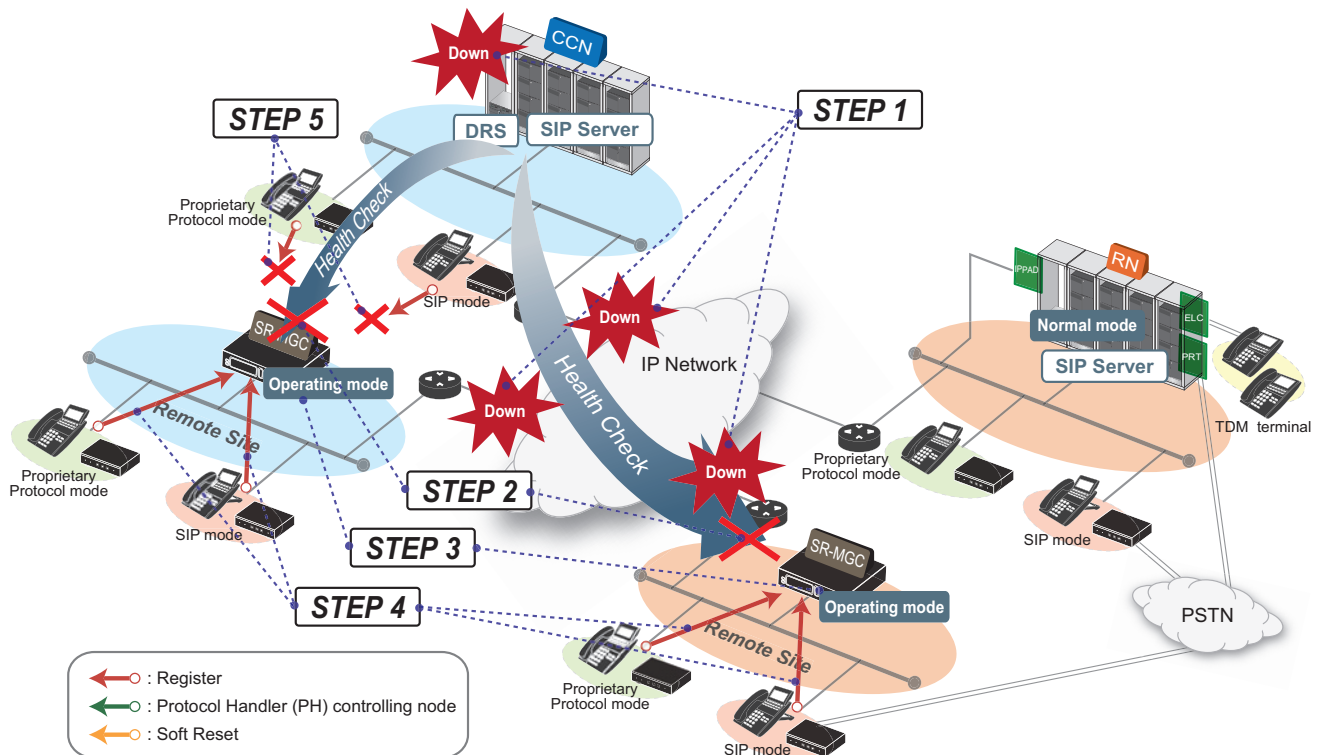 CCN
Down
STEP 1
STEP 5
DRS
SIP Server
Proprietary
Protocol mode
Health Check
SIP mode
RN
IPPAD
ELC
PRT
Normal mode
SIP Server
TDM terminal
Down
IP Network
SR-MGC
Operating mode
Down
Health Check
Remote Site
Proprietary
Protocol mode
SIP mode
Down
Proprietary
Protocol mode
SIP mode
STEP 2
STEP 3
STEP 4
SR-MGC
Operating mode
Remote Site
PSTN
Proprietary
Protocol mode
SIP mode
: Register
: Protocol Handler (PH) controlling node
: Soft Reset